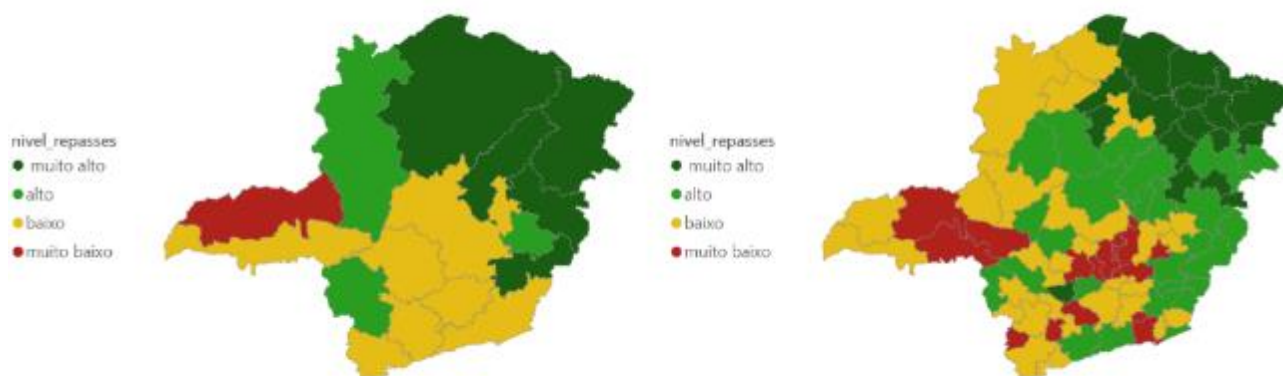 nivel_repasses
muito alto
alto
baixo
muito baixo
nivel_repasses
muito alto
alto
baixo
muito baixo